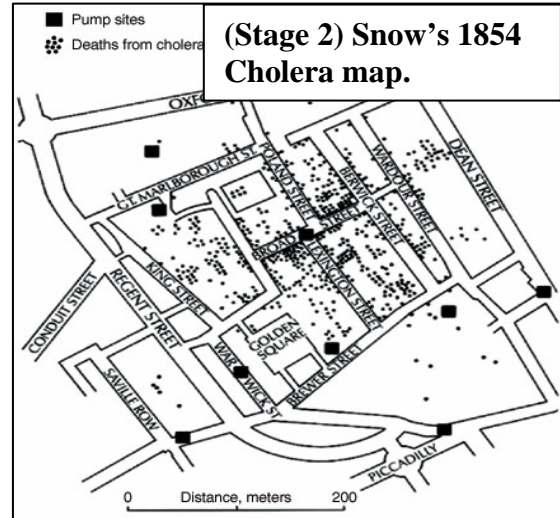 Pump sites
Deaths from cholera
(Stage 2) Snow's 1854
Cholera map.
OXFO
GT. MARLBOROUGH ST.
POLAND STREET
BERWICK STREET
WARDOUR STREET
DEAN STREET
BROAD STREET
KING STREET
REGENT STREET
CONDUIT STREET
LEXINGTON STREET
GOLDEN
SQUARE
WARWICK ST.
BREWER STREET
SAVILLE ROW
PICCADILLY
0 Distance, meters 200